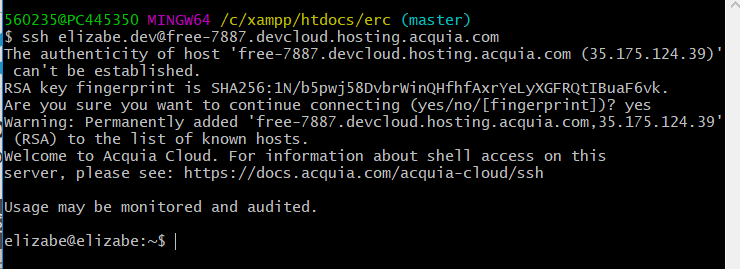 560235@PC445350 MINGW64 /c/xampp/htdocs/erc (master)
$ ssh elizabe.dev@free-7887.devcloud.hosting.acquia.com
The authenticity of host 'free-7887.devcloud.hosting.acquia.com (35.175.124.39)'
can't be established.
RSA key fingerprint is SHA256:1N/b5pwj58DvbrWinQHfhfAxrYeLyXGFRQtIBuaF6vk.
Are you sure you want to continue connecting (yes/no/[fingerprint])? yes
Warning: Permanently added 'free-7887.devcloud.hosting.acquia.com,35.175.124.39'
(RSA) to the list of known hosts.
Welcome to Acquia Cloud. For information about shell access on this
server, please see: https://docs.acquia.com/acquia-cloud/ssh
Usage may be monitored and audited.
elizabe@elizabe:~$